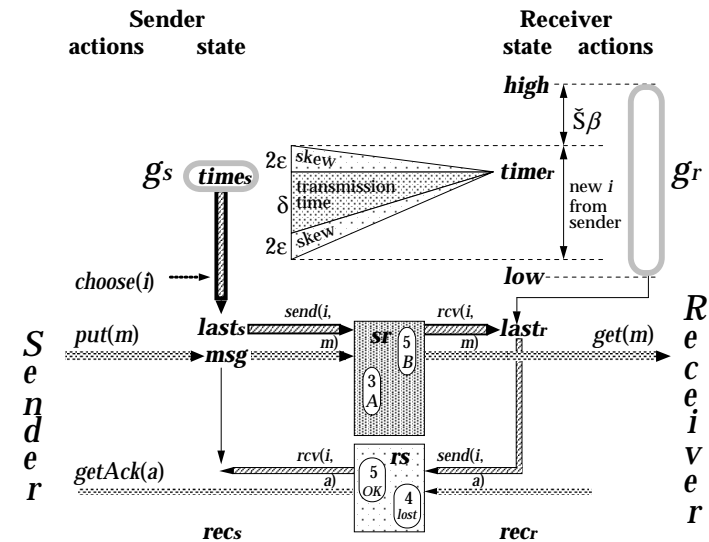 Sender
actions state
Receiver
state actions
high
Šβ
gs
times
2ε
skew
transmission
time
δ
2ε
skew
timer
new i
from
sender
gr
low
choose(i)
Sender
put(m)
lasts
msg
send(i,
m)
sr
3
A
5
B
rcv(i,
m)
lastr
get(m)
Receiver
getAck(a)
rcv(i,
a)
rs
5
OK
4
lost
send(i,
a)
recs
recr